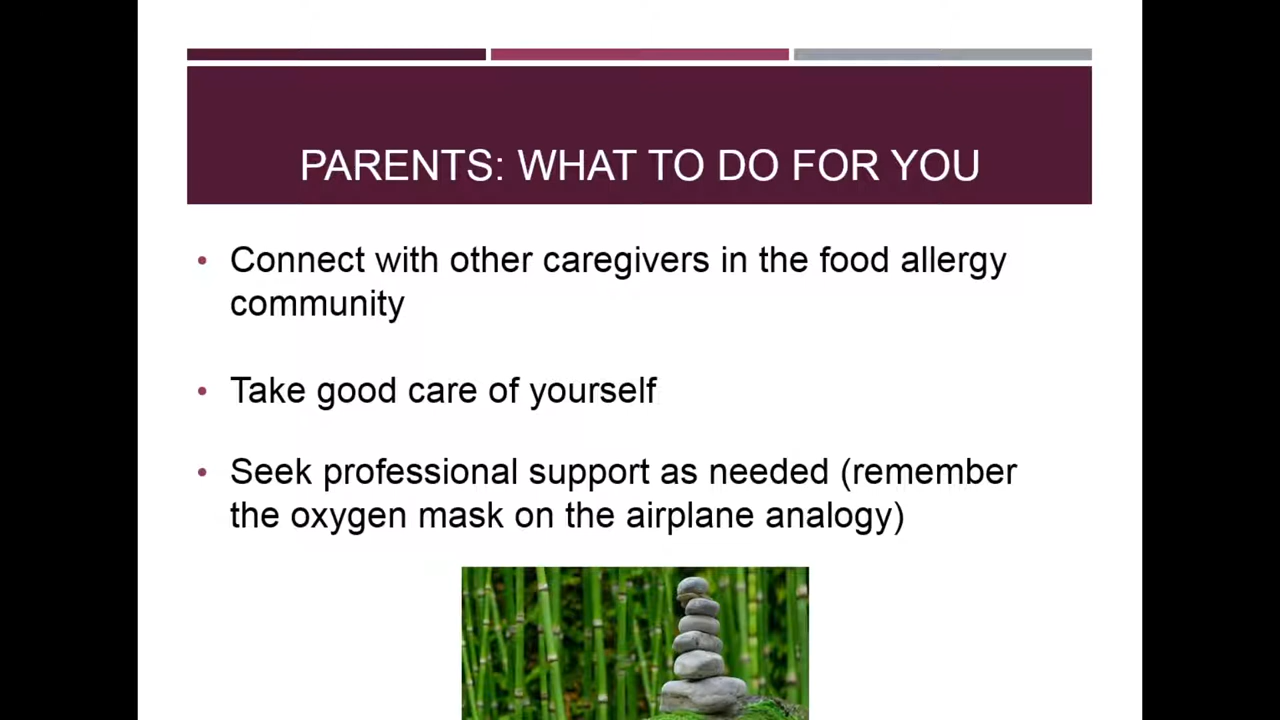 PARENTS: WHAT TO DO FOR YOU
• Connect with other caregivers in the food allergy
community
• Take good care of yourself
• Seek professional support as needed (remember
the oxygen mask on the airplane analogy)